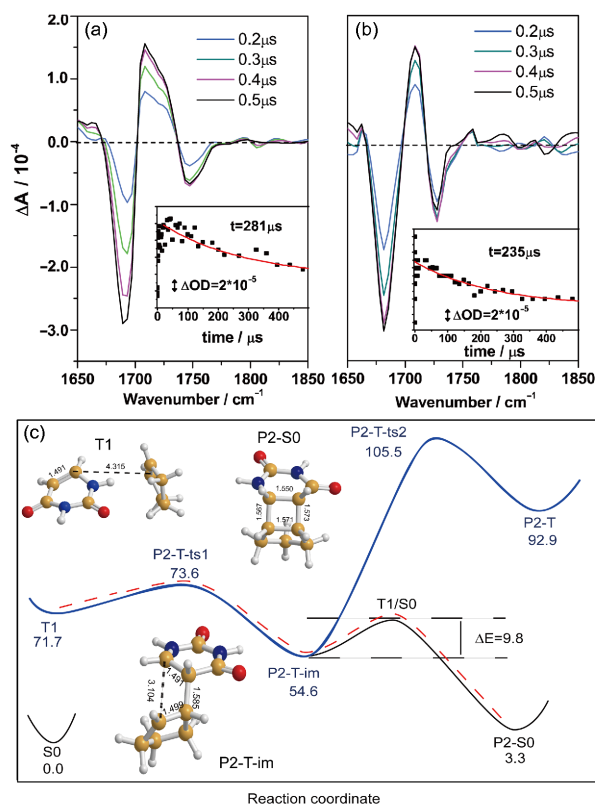 (a)
0.2μs
0.3μs
0.4μs
0.5μs
1.0
0.0
−1.0
−2.0
−3.0
ΔA / 10⁻⁴
t=281μs
ΔOD=2*10⁻⁵
0 100 200 300 400
time / μs
1650 1700 1750 1800 1850
Wavenumber / cm⁻¹
(b)
0.2μs
0.3μs
0.4μs
0.5μs
t=235μs
ΔOD=2*10⁻⁵
0 100 200 300 400
time / μs
1650 1700 1750 1800 1850
Wavenumber / cm⁻¹
(c)
T1
1.491
4.315
P2-S0
1.550
1.567
1.571
1.573
P2-T-ts2
105.5
P2-T
92.9
P2-T-ts1
73.6
T1
71.7
T1/S0
ΔE=9.8
P2-T-im
54.6
1.491
3.104
1.585
1.499
P2-T-im
S0
0.0
P2-S0
3.3
Reaction coordinate